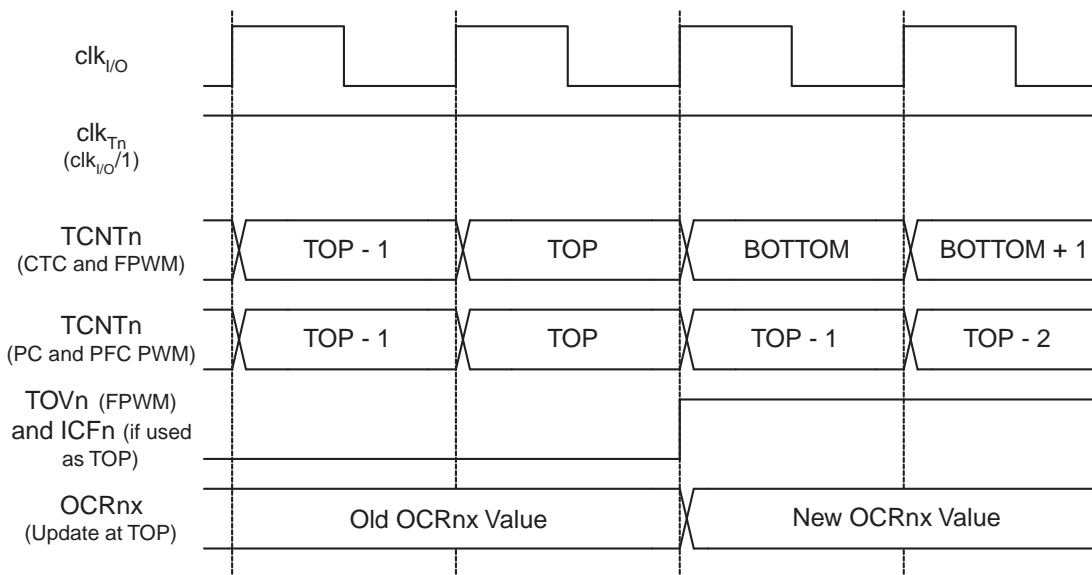 clkI/O
clkTn
(clkI/O/1)
TCNTn
(CTC and FPWM)
TOP - 1
TOP
BOTTOM
BOTTOM + 1
TCNTn
(PC and PFC PWM)
TOP - 1
TOP
TOP - 1
TOP - 2
TOVn (FPWM)
and ICFn (if used
as TOP)
OCRnx
(Update at TOP)
Old OCRnx Value
New OCRnx Value